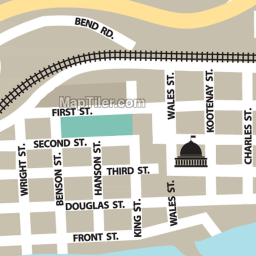 BEND RD.
MapTiler.com
FIRST ST.
WALES ST.
KOOTENAY ST.
SECOND ST.
CHARLES ST.
WRIGHT ST.
BENSON ST.
HANSON ST.
THIRD ST.
DOUGLAS ST.
KING ST.
WALES ST.
FRONT ST.